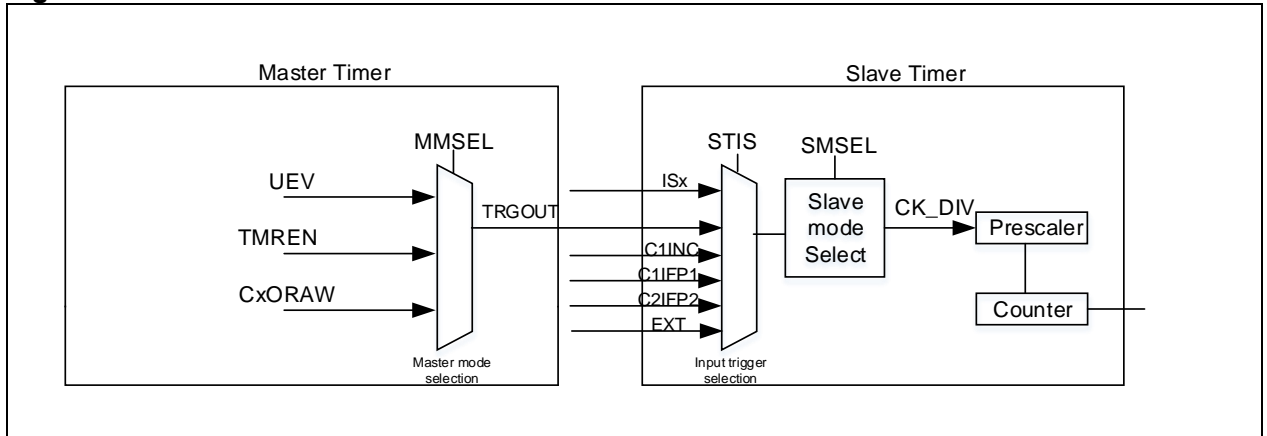 Master Timer
Slave Timer
MMSEL
STIS
SMSEL
UEV
ISx
TRGOUT
Slave
mode
Select
CK_DIV
Prescaler
TMREN
C1INC
C1IFP1
CxORAW
C2IFP2
Counter
EXT
Master mode
selection
Input trigger
selection